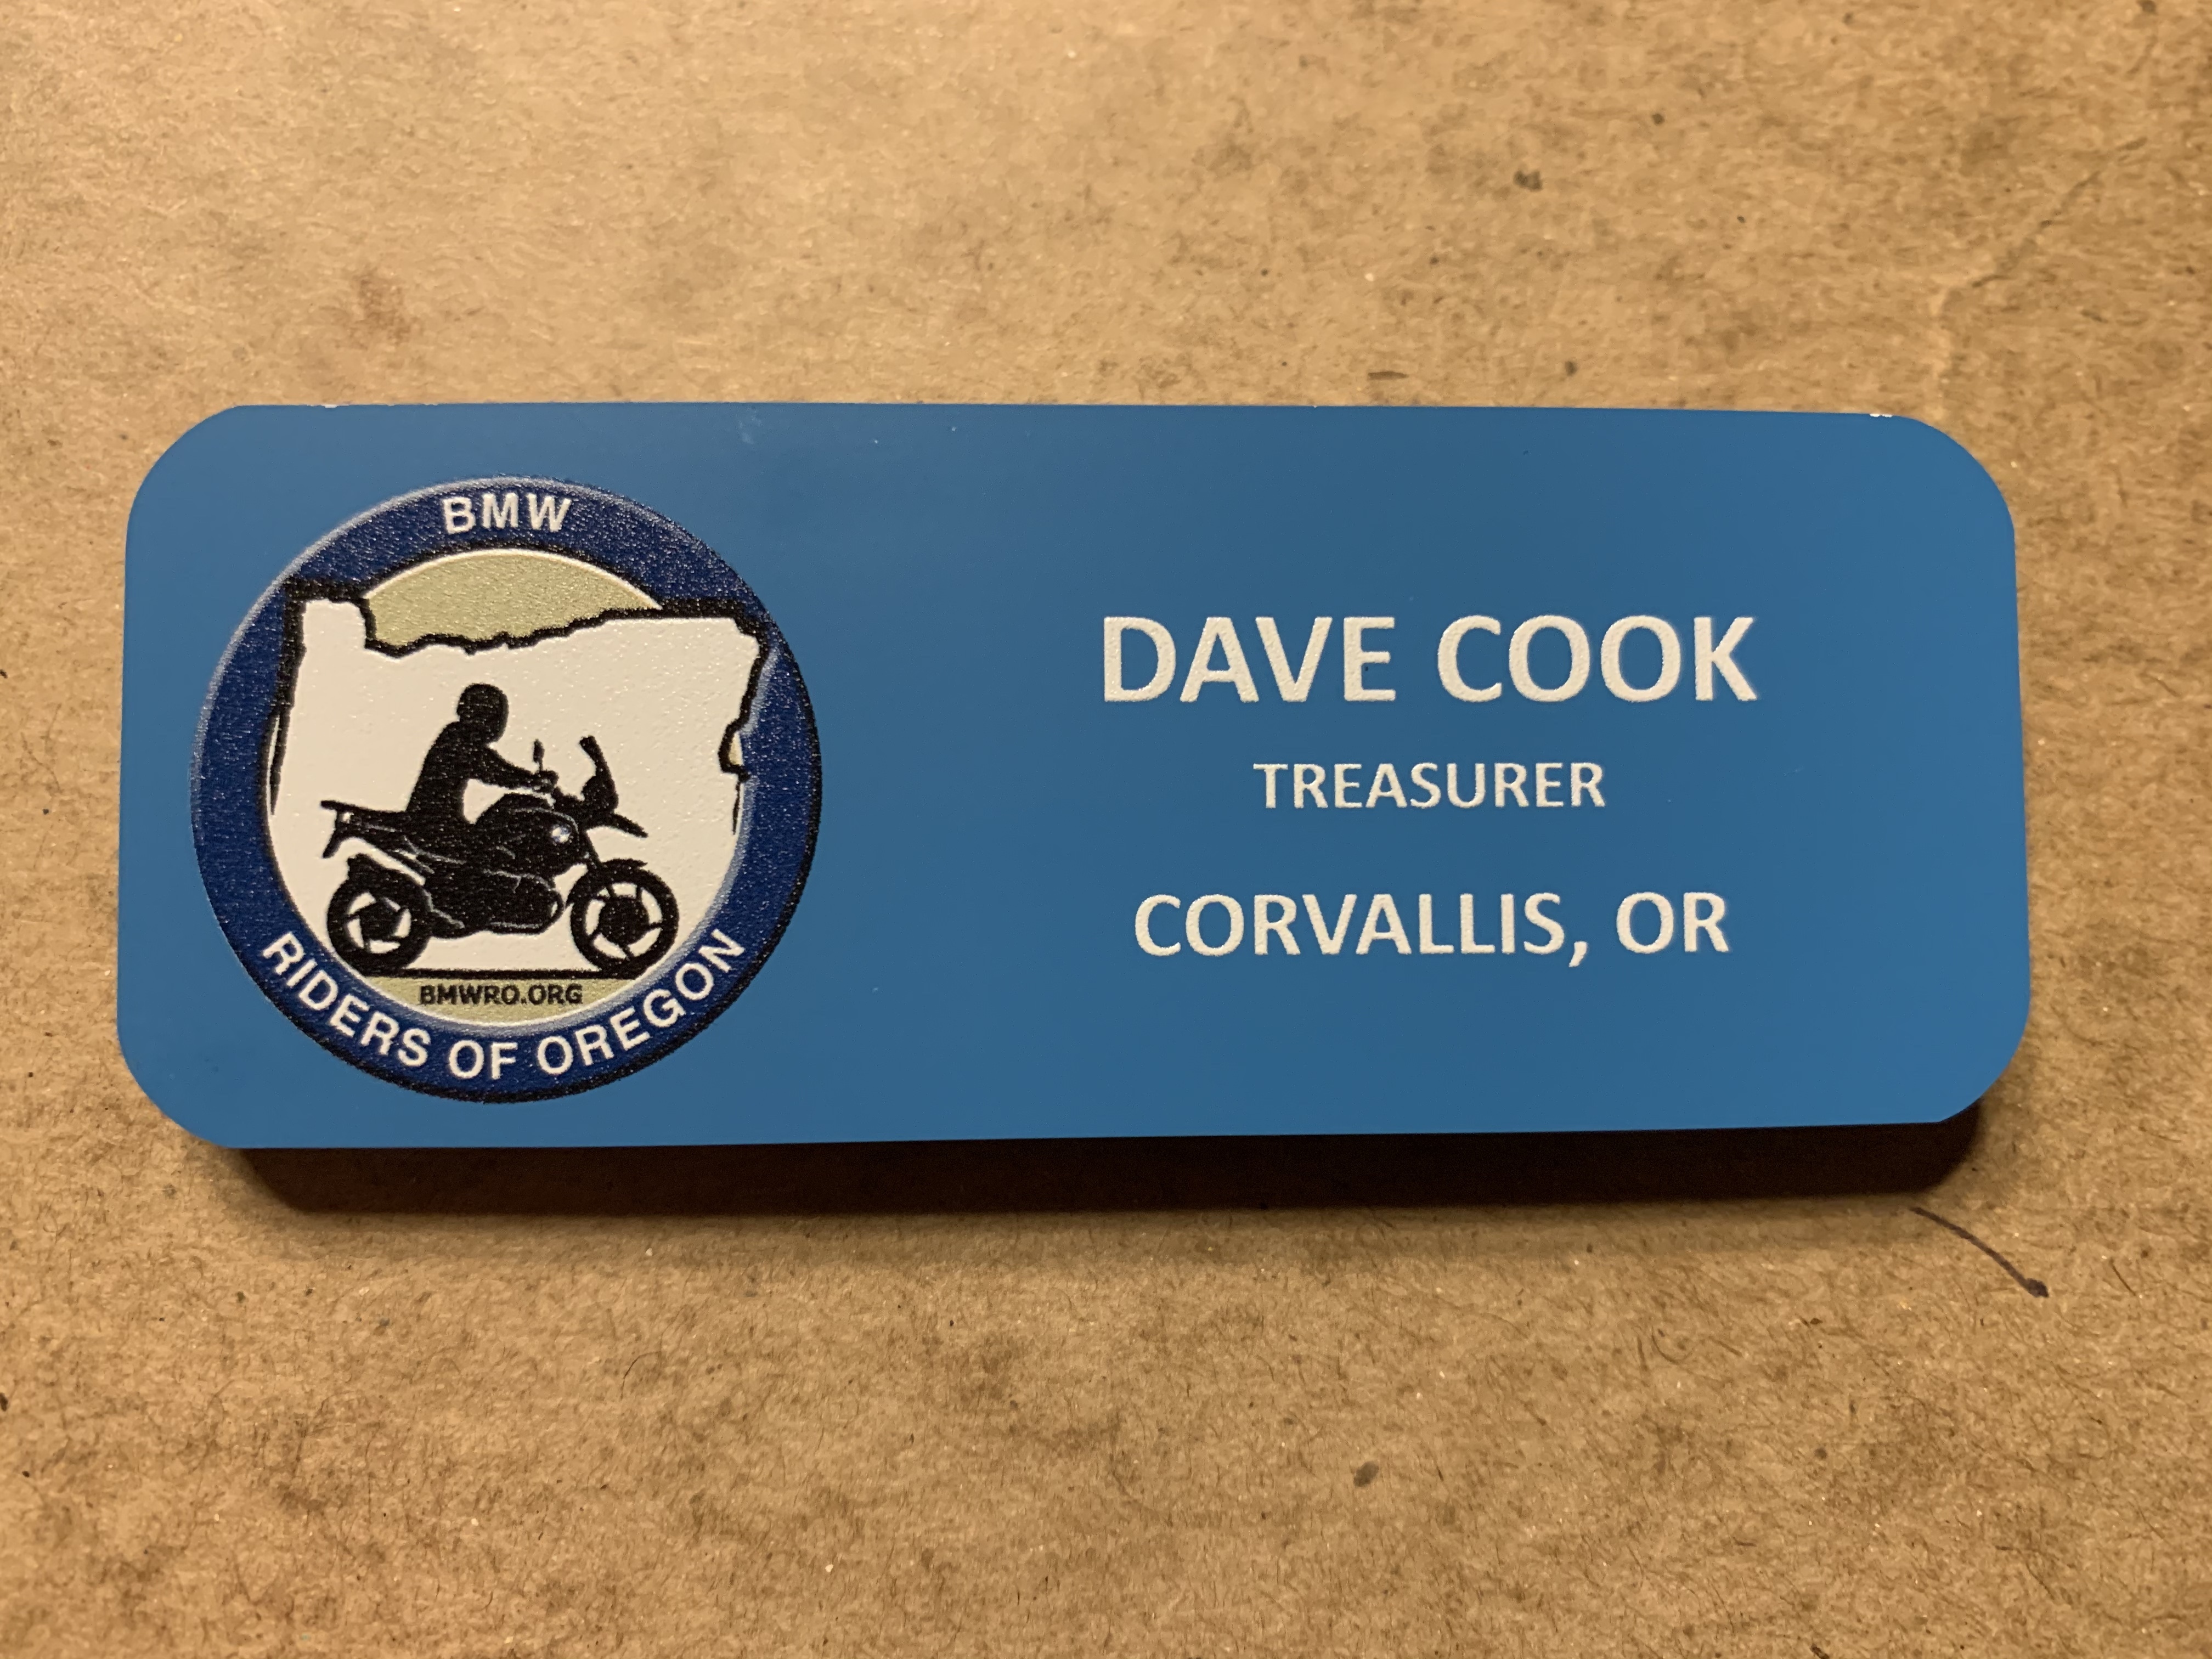 BMW
RIDERS OF OREGON
BMWRO.ORG
DAVE COOK
TREASURER
CORVALLIS, OR